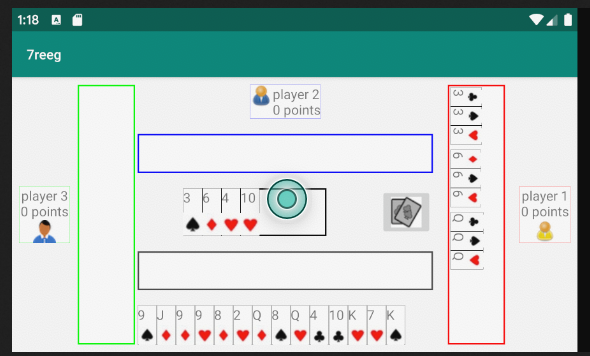 1:18
7reeg
player 2
0 points
3 6 4 10
player 3
0 points
player 1
0 points
3
3
3
6
6
6
Q
Q
Q
9 J 9 9 8 2 Q 8 Q 4 10 K 7 K